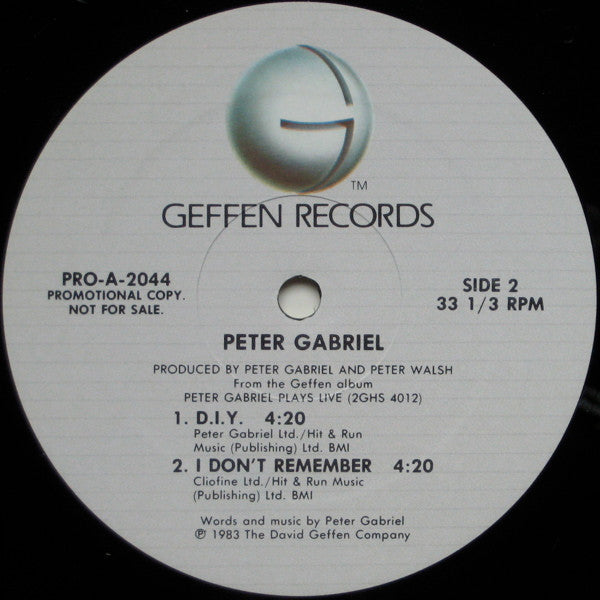 TM
GEFFEN RECORDS
PRO-A-2044
PROMOTIONAL COPY.
NOT FOR SALE.
SIDE 2
33 1/3 RPM
PETER GABRIEL
PRODUCED BY PETER GABRIEL AND PETER WALSH
From the Geffen album
PETER GABRIEL PLAYS LIVE (2GHS 4012)
1. D.I.Y. 4:20
Peter Gabriel Ltd./Hit & Run
Music (Publishing) Ltd. BMI
2. I DON'T REMEMBER 4:20
Cliofine Ltd./Hit & Run Music
(Publishing) Ltd. BMI
Words and music by Peter Gabriel
℗ 1983 The David Geffen Company